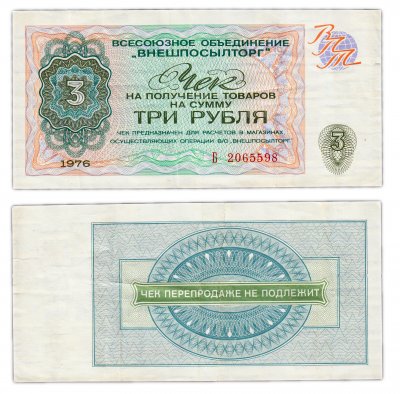 ВСЕСОЮЗНОЕ ОБЪЕДИНЕНИЕ
„ВНЕШПОСЫЛТОРГ"
ВПТ
3
Чек
НА ПОЛУЧЕНИЕ ТОВАРОВ
НА СУММУ
ТРИ РУБЛЯ
ЧЕК ПРЕДНАЗНАЧЕН ДЛЯ РАСЧЕТОВ В МАГАЗИНАХ,
ОСУЩЕСТВЛЯЮЩИХ ОПЕРАЦИИ В/О „ВНЕШПОСЫЛТОРГ"
3
1976
Б 2065598
ЧЕК ПЕРЕПРОДАЖЕ НЕ ПОДЛЕЖИТ